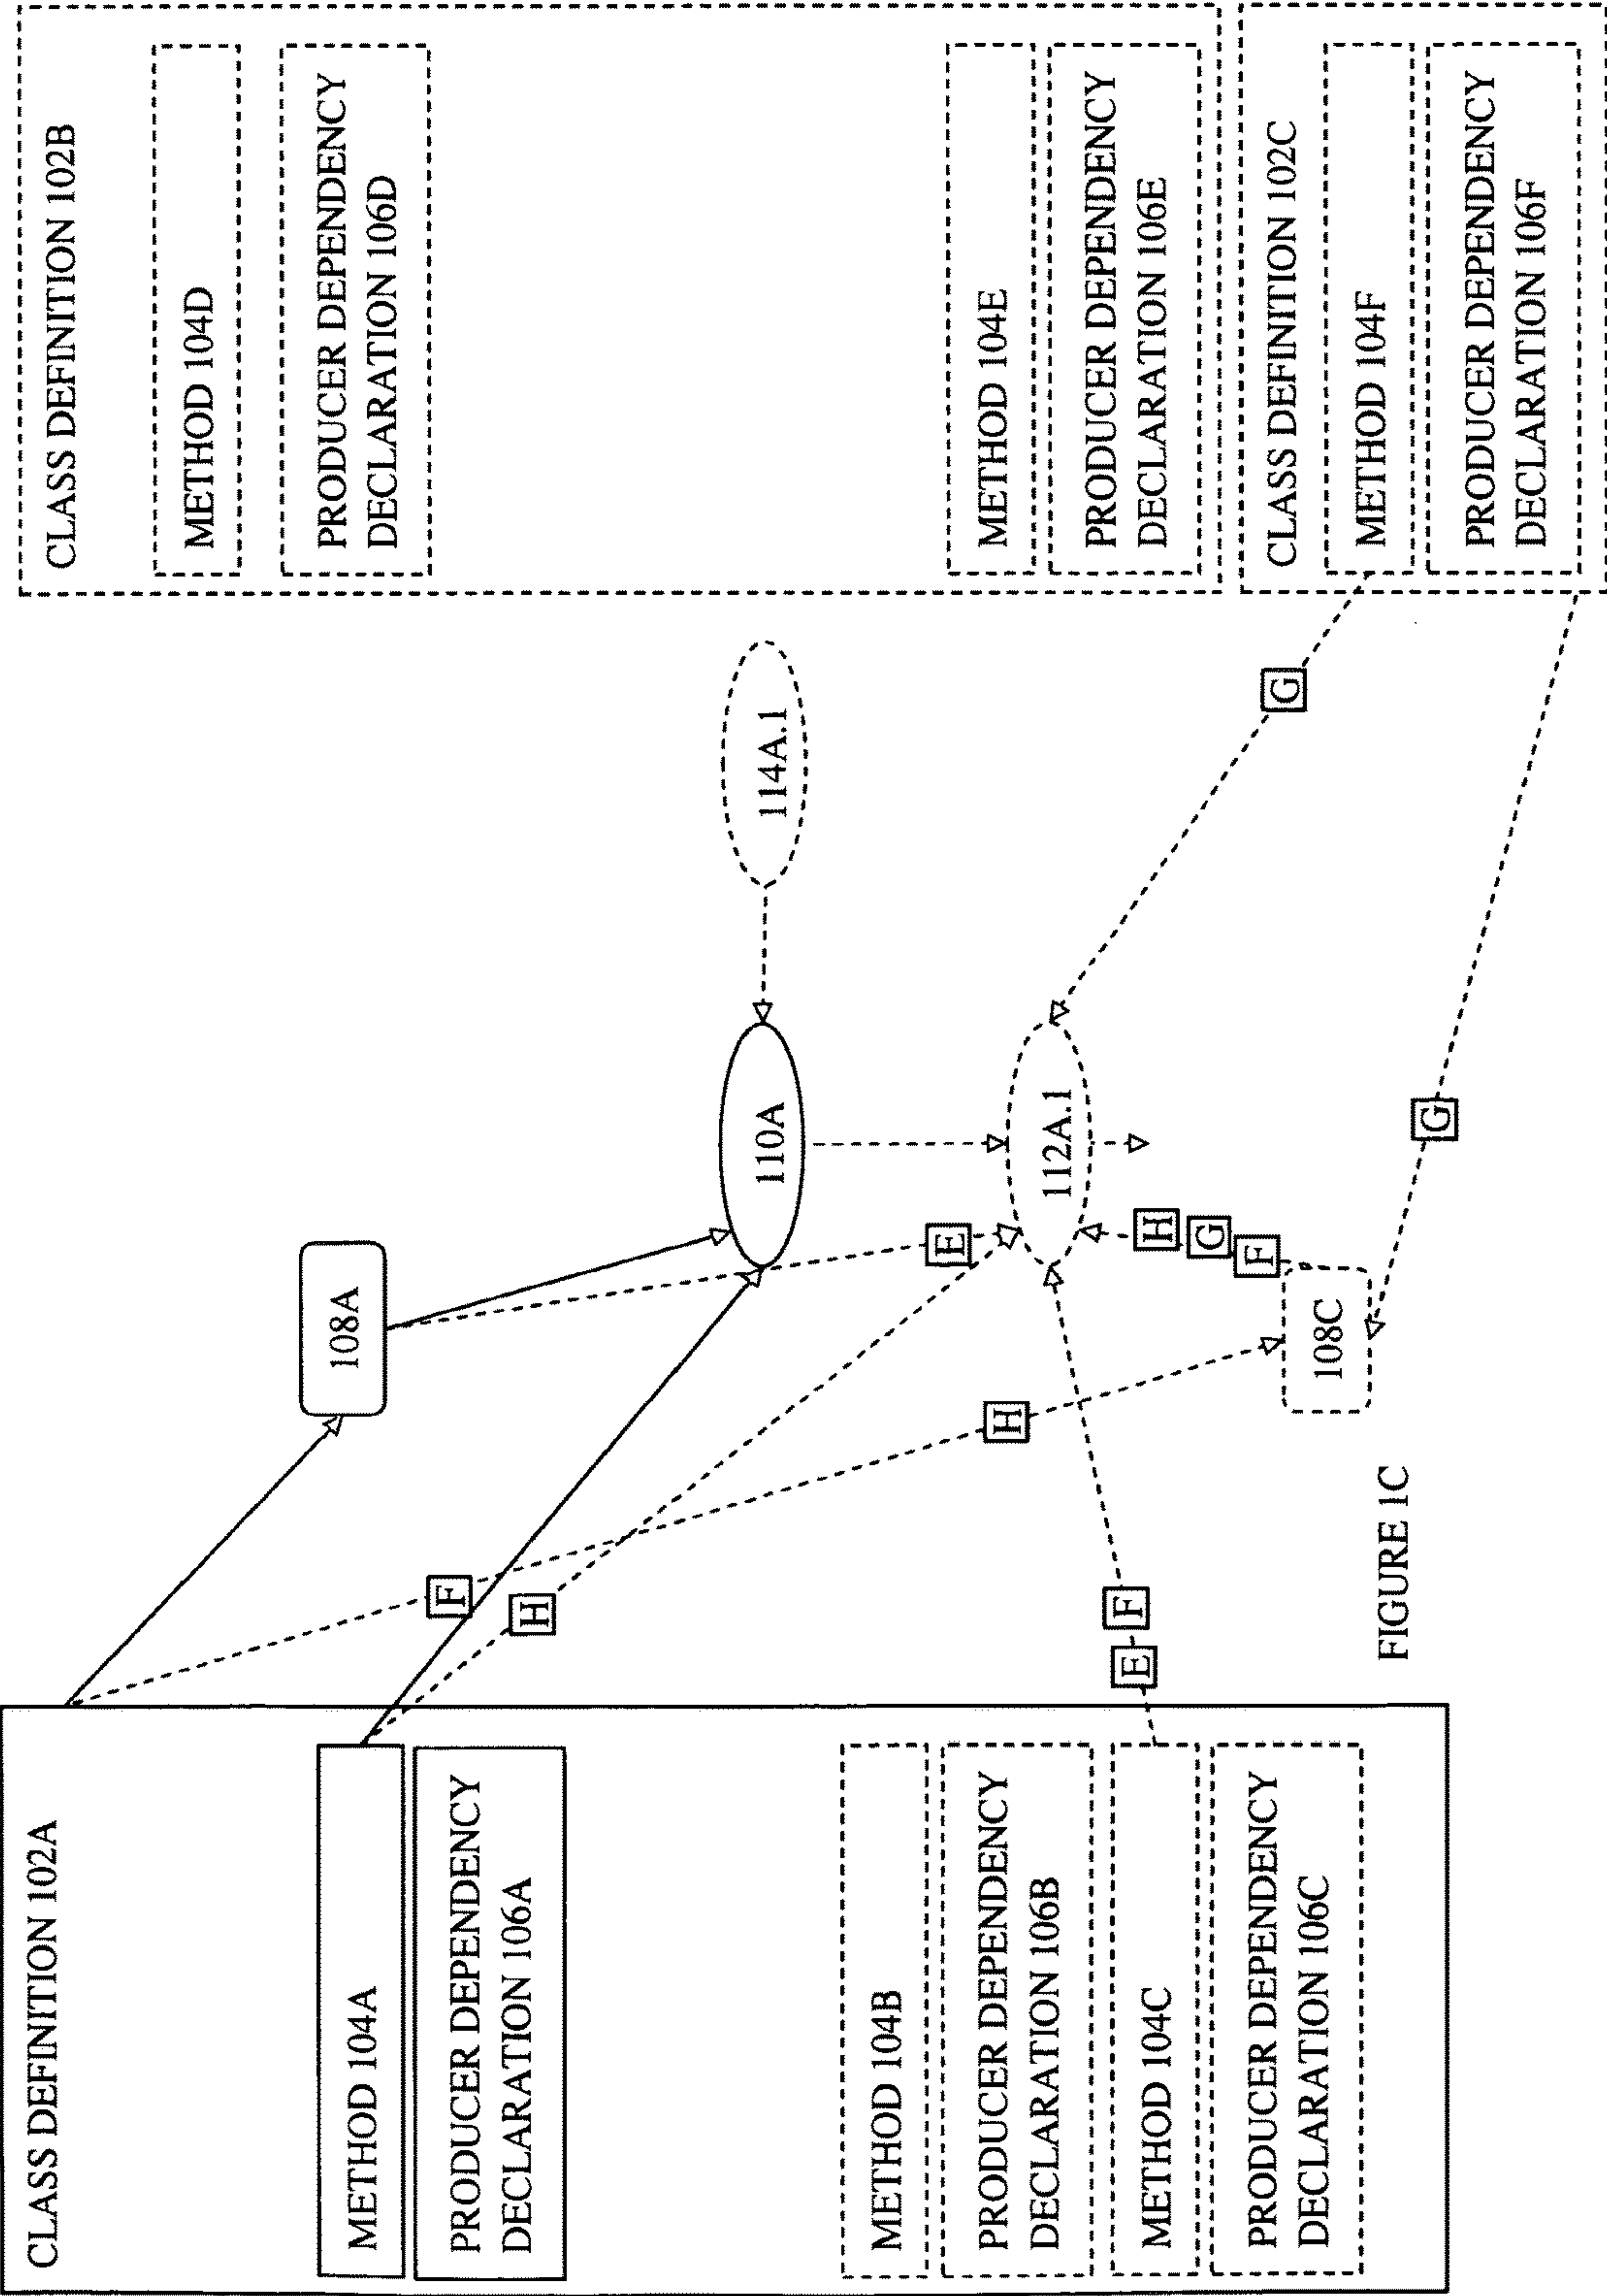 CLASS DEFINITION 102A
METHOD 104A
PRODUCER DEPENDENCY
DECLARATION 106A
METHOD 104B
PRODUCER DEPENDENCY
DECLARATION 106B
METHOD 104C
PRODUCER DEPENDENCY
DECLARATION 106C
F
H
E
F
H
108A
E
110A
112A.1
H
G
F
108C
114A.1
G
G
CLASS DEFINITION 102B
METHOD 104D
PRODUCER DEPENDENCY
DECLARATION 106D
METHOD 104E
PRODUCER DEPENDENCY
DECLARATION 106E
CLASS DEFINITION 102C
METHOD 104F
PRODUCER DEPENDENCY
DECLARATION 106F
FIGURE 1C